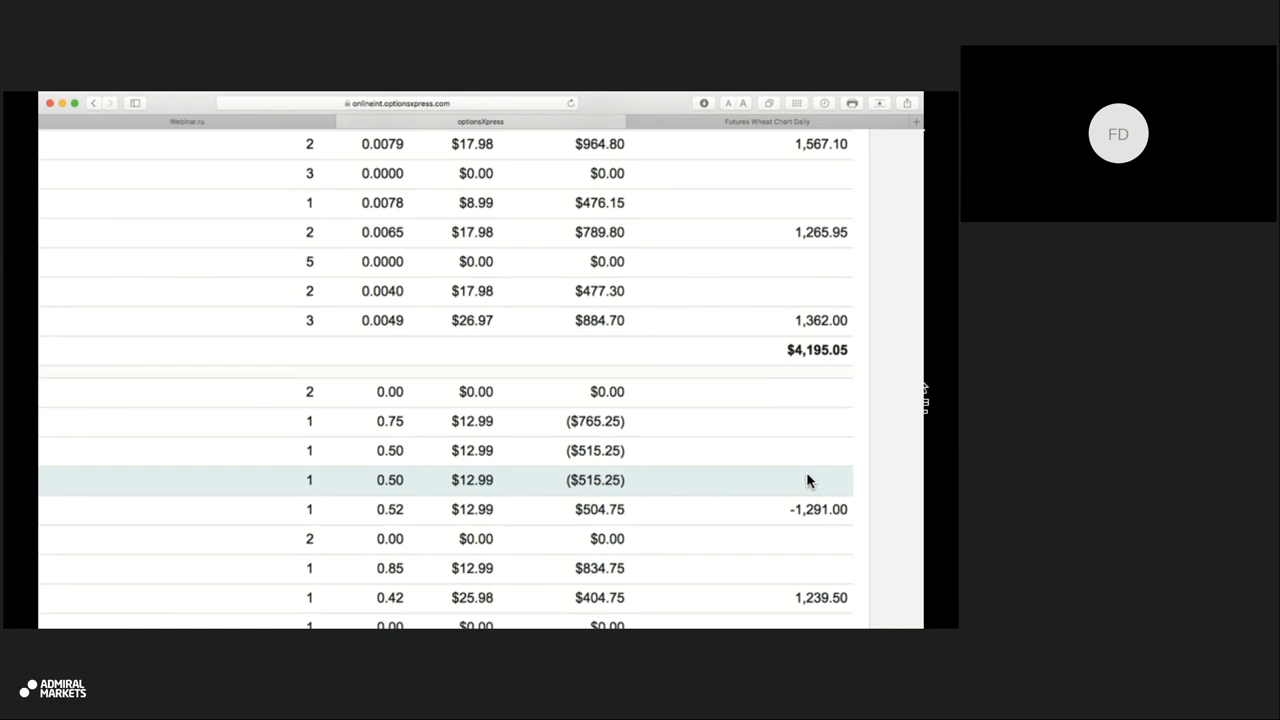 onlineint.optionsxpress.com
A A
Webinar.ru optionsXpress Futures Wheat Chart Daily +
FD
2 0.0079 $17.98 $964.80 1,567.10
3 0.0000 $0.00 $0.00
1 0.0078 $8.99 $476.15
2 0.0065 $17.98 $789.80 1,265.95
5 0.0000 $0.00 $0.00
2 0.0040 $17.98 $477.30
3 0.0049 $26.97 $884.70 1,362.00
$4,195.05
2 0.00 $0.00 $0.00
1 0.75 $12.99 ($765.25)
1 0.50 $12.99 ($515.25)
1 0.50 $12.99 ($515.25)
1 0.52 $12.99 $504.75 -1,291.00
2 0.00 $0.00 $0.00
1 0.85 $12.99 $834.75
1 0.42 $25.98 $404.75 1,239.50
1 0.00 $0.00 $0.00
ADMIRAL
MARKETS